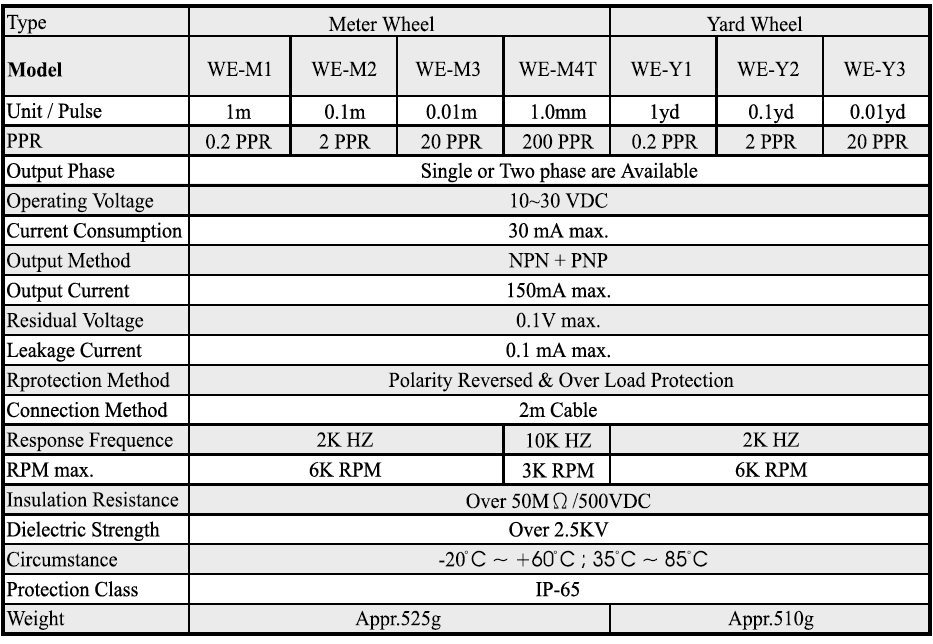 Type Meter Wheel Yard Wheel
Model WE-M1 WE-M2 WE-M3 WE-M4T WE-Y1 WE-Y2 WE-Y3
Unit / Pulse 1m 0.1m 0.01m 1.0mm 1yd 0.1yd 0.01yd
PPR 0.2 PPR 2 PPR 20 PPR 200 PPR 0.2 PPR 2 PPR 20 PPR
Output Phase Single or Two phase are Available
Operating Voltage 10~30 VDC
Current Consumption 30 mA max.
Output Method NPN + PNP
Output Current 150mA max.
Residual Voltage 0.1V max.
Leakage Current 0.1 mA max.
Rprotection Method Polarity Reversed & Over Load Protection
Connection Method 2m Cable
Response Frequence 2K HZ 10K HZ 2K HZ
RPM max. 6K RPM 3K RPM 6K RPM
Insulation Resistance Over 50MΩ/500VDC
Dielectric Strength Over 2.5KV
Circumstance -20°C ~ +60°C ; 35°C ~ 85°C
Protection Class IP-65
Weight Appr.525g Appr.510g